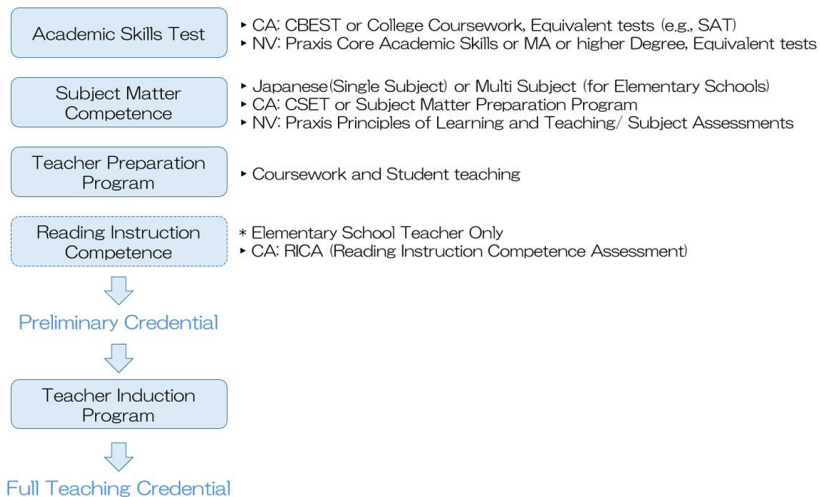 Academic Skills Test
▸ CA: CBEST or College Coursework, Equivalent tests (e.g., SAT)
▸ NV: Praxis Core Academic Skills or MA or higher Degree, Equivalent tests
Subject Matter
Competence
▸ Japanese(Single Subject) or Multi Subject (for Elementary Schools)
▸ CA: CSET or Subject Matter Preparation Program
▸ NV: Praxis Principles of Learning and Teaching/ Subject Assessments
Teacher Preparation
Program
▸ Coursework and Student teaching
Reading Instruction
Competence
* Elementary School Teacher Only
▸ CA: RICA (Reading Instruction Competence Assessment)
Preliminary Credential
Teacher Induction
Program
Full Teaching Credential